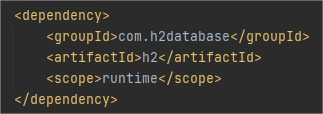 <dependency>
    <groupId>com.h2database</groupId>
    <artifactId>h2</artifactId>
    <scope>runtime</scope>
</dependency>